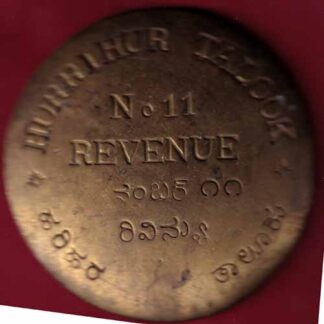 HURRIHUR TALOOK
No 11
REVENUE
ನಂಬರ್ ೧೧
ರಿವಿನ್ಯು
ಹರಿಹರ ತಾಲೂಕು